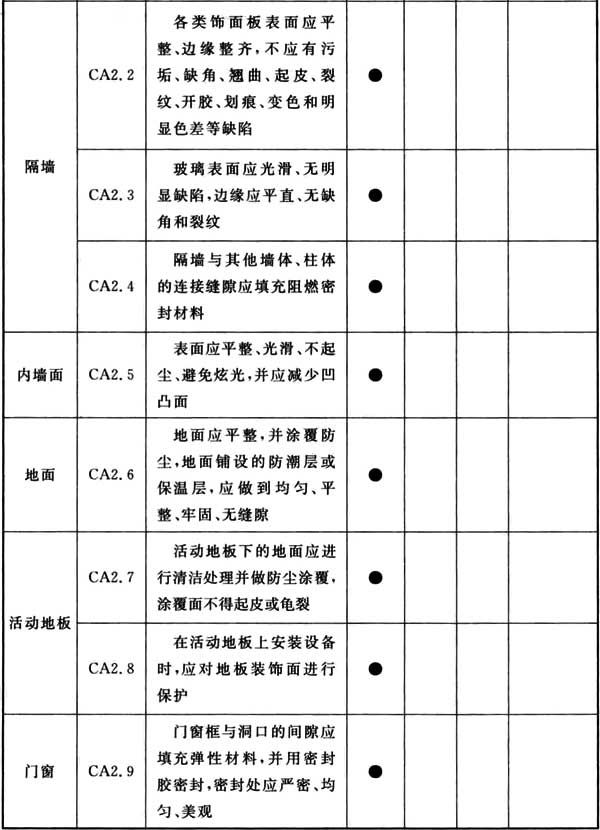 隔墙
CA2.2
各类饰面板表面应平
整、边缘整齐,不应有污
垢、缺角、翘曲、起皮、裂
纹、开胶、划痕、变色和明
显色差等缺陷
●
CA2.3
玻璃表面应光滑、无明
显缺陷,边缘应平直、无缺
角和裂纹
●
CA2.4
隔墙与其他墙体、柱体
的连接缝隙应填充阻燃密
封材料
●
内墙面
CA2.5
表面应平整、光滑、不起
尘、避免炫光,并应减少凹
凸面
●
地面
CA2.6
地面应平整,并涂覆防
尘,地面铺设的防潮层或
保温层,应做到均匀、平
整、牢固、无缝隙
●
活动地板
CA2.7
活动地板下的地面应进
行清洁处理并做防尘涂覆,
涂覆面不得起皮或龟裂
●
CA2.8
在活动地板上安装设备
时,应对地板装饰面进行
保护
●
门窗
CA2.9
门窗框与洞口的间隙应
填充弹性材料,并用密封
胶密封,密封处应严密、均
匀、美观
●